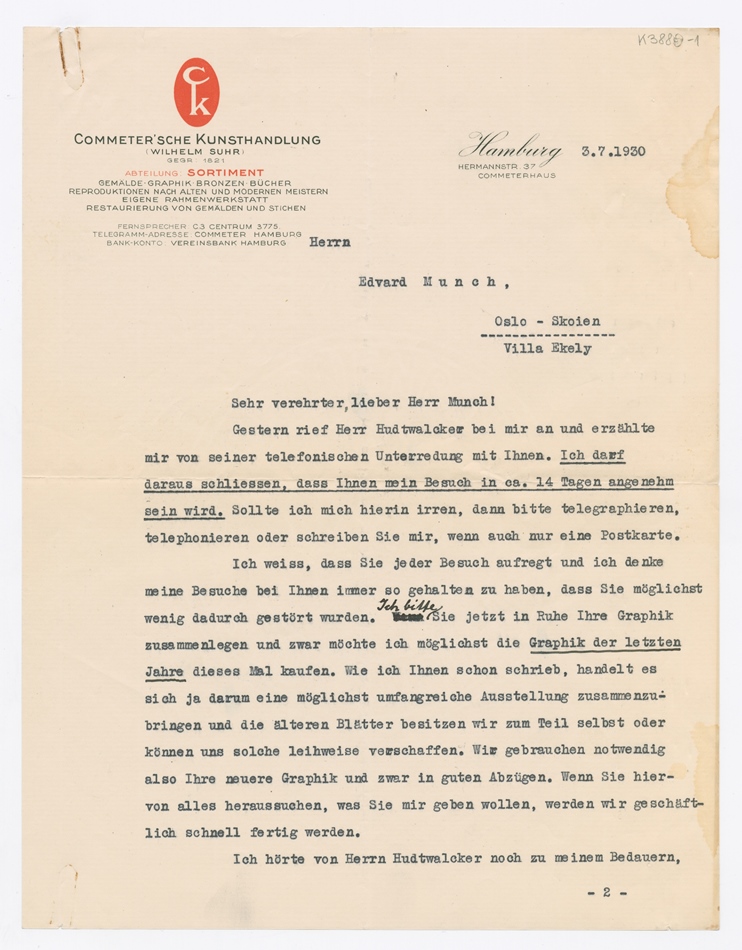 K3882-1
Ck
COMMETER'SCHE KUNSTHANDLUNG
(WILHELM SUHR)
GEGR. 1821
ABTEILUNG: SORTIMENT
GEMÄLDE·GRAPHIK·BRONZEN·BÜCHER
REPRODUKTIONEN NACH ALTEN UND MODERNEN MEISTERN
EIGENE RAHMENWERKSTATT
RESTAURIERUNG VON GEMÄLDEN UND STICHEN
FERNSPRECHER: C3 CENTRUM 3775
TELEGRAMM-ADRESSE: COMMETER HAMBURG
BANK-KONTO: VEREINSBANK HAMBURG
Hamburg 3.7.1930
HERMANNSTR. 37
COMMETERHAUS
Herrn
Edvard Munch,
Oslo - Skoien
Villa Ekely
Sehr verehrter, lieber Herr Munch!
Gestern rief Herr Hudtwalcker bei mir an und erzählte
mir von seiner telefonischen Unterredung mit Ihnen. Ich darf
daraus schliessen, dass Ihnen mein Besuch in ca. 14 Tagen angenehm
sein wird. Sollte ich mich hierin irren, dann bitte telegraphieren,
telephonieren oder schreiben Sie mir, wenn auch nur eine Postkarte.
Ich weiss, dass Sie jeder Besuch aufregt und ich denke
meine Besuche bei Ihnen immer so gehalten zu haben, dass Sie möglichst
wenig dadurch gestört wurden. Ich bitte Sie jetzt in Ruhe Ihre Graphik
zusammenlegen und zwar möchte ich möglichst die Graphik der letzten
Jahre dieses Mal kaufen. Wie ich Ihnen schon schrieb, handelt es
sich ja darum eine möglichst umfangreiche Ausstellung zusammenzu-
bringen und die älteren Blätter besitzen wir zum Teil selbst oder
können uns solche leihweise verschaffen. Wir gebrauchen notwendig
also Ihre neuere Graphik und zwar in guten Abzügen. Wenn Sie hier-
von alles heraussuchen, was Sie mir geben wollen, werden wir geschäft-
lich schnell fertig werden.
Ich hörte von Herrn Hudtwalcker noch zu meinem Bedauern,
- 2 -